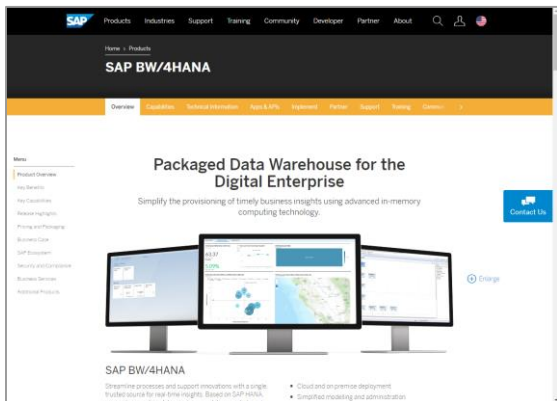 SAP
Products Industries Support Training Community Developer Partner About
Home > Products
SAP BW/4HANA
Overview Capabilities Technical Information Apps & APIs Implement Partner Support Training
Menu
Product Overview
Key Benefits
Key Capabilities
Release Highlights
Pricing and Packaging
Business Case
SAP Ecosystem
Security and Compliance
Business Services
Additional Products
Packaged Data Warehouse for the
Digital Enterprise
Simplify the provisioning of timely business insights using advanced in-memory
computing technology.
Contact Us
Enlarge
SAP BW/4HANA
Streamline processes and support innovations with a single,
trusted source for real-time insights. Based on SAP HANA,
• Cloud and on premise deployment
• Simplified modeling and administration